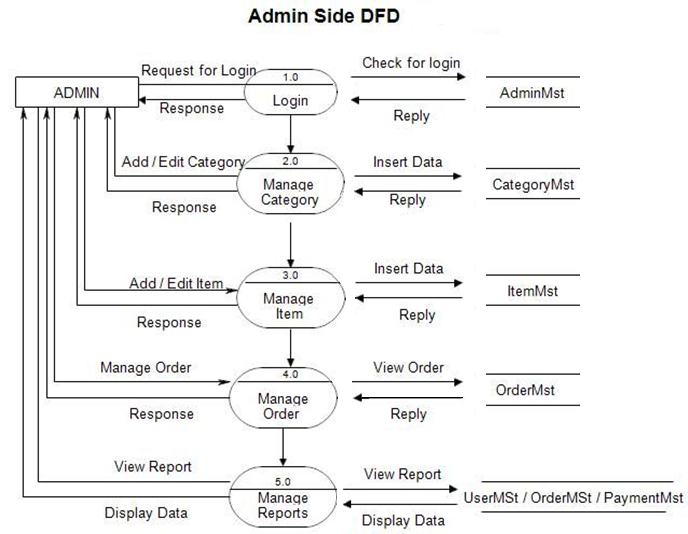 Admin Side DFD
ADMIN
Request for Login
1.0
Login
Response
Check for login
Reply
AdminMst
Add / Edit Category
2.0
Manage
Category
Response
Insert Data
Reply
CategoryMst
Add / Edit Item
3.0
Manage
Item
Response
Insert Data
Reply
ItemMst
Manage Order
4.0
Manage
Order
Response
View Order
Reply
OrderMst
View Report
5.0
Manage
Reports
Display Data
View Report
Display Data
UserMSt / OrderMSt / PaymentMst